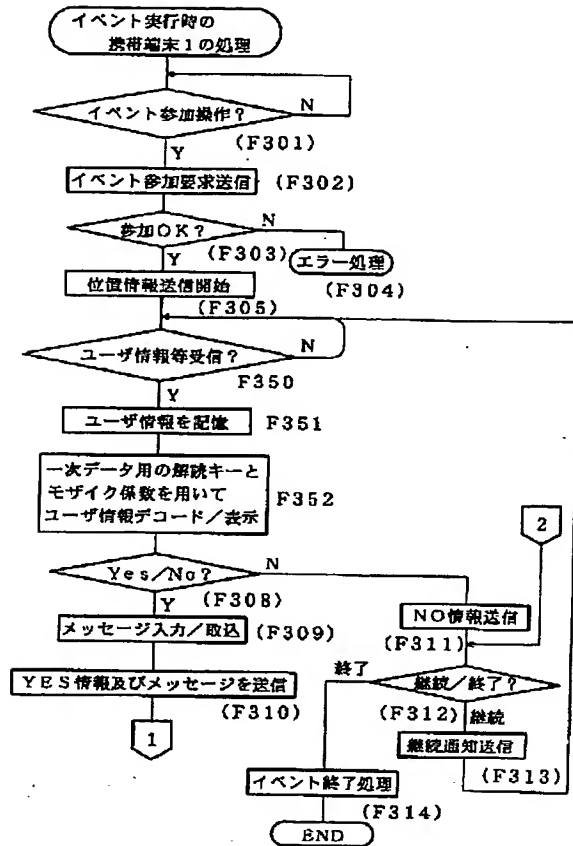 イベント実行時の
携帯端末1の処理
イベント参加操作?
N
(F301)
Y
イベント参加要求送信
(F302)
参加OK?
N
(F303)
Y
エラー処理
(F304)
位置情報送信開始
(F305)
ユーザ情報等受信?
N
F350
Y
ユーザ情報を記憶
F351
一次データ用の解読キーと
モザイク係数を用いて
ユーザ情報デコード/表示
F352
Yes/No?
N
(F308)
Y
メッセージ入力/取込
(F309)
YES情報及びメッセージを送信
(F310)
1
2
NO情報送信
(F311)
継続/終了?
終了
(F312)
継続
継続通知送信
(F313)
イベント終了処理
(F314)
END